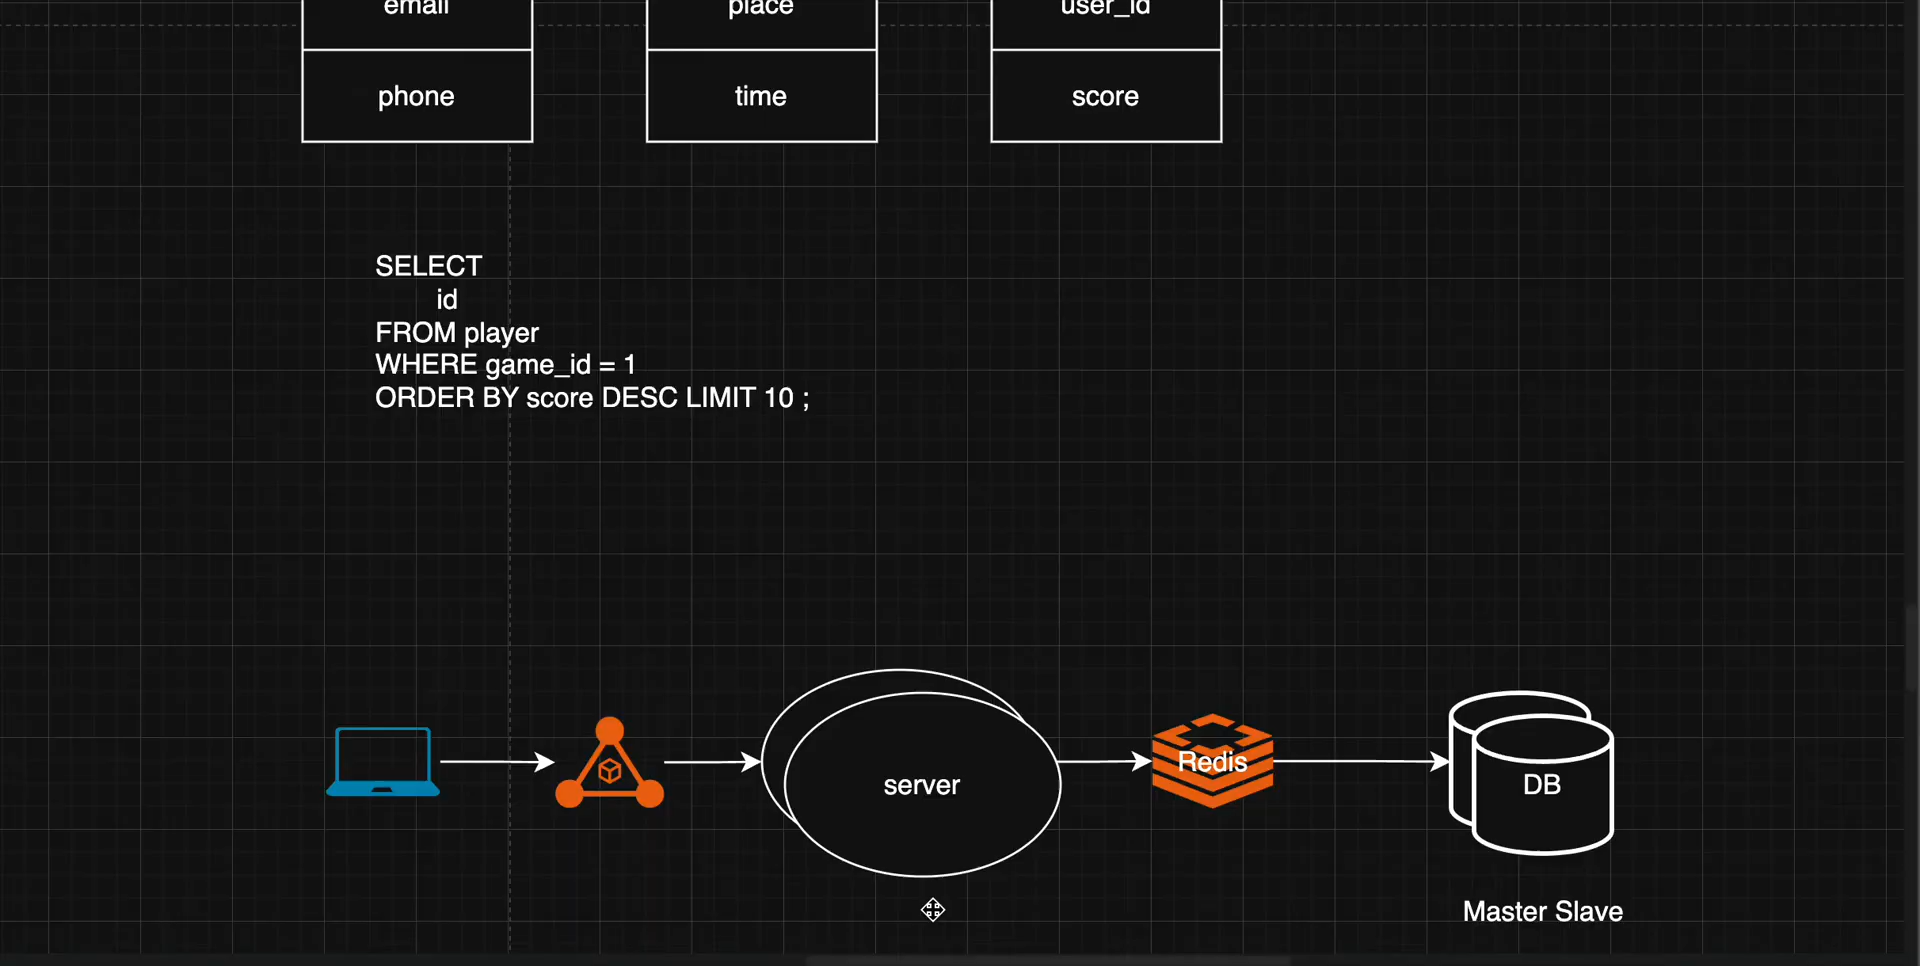 email
place
user_id
phone
time
score
SELECT
id
FROM player
WHERE game_id = 1
ORDER BY score DESC LIMIT 10 ;
server
Redis
DB
Master Slave